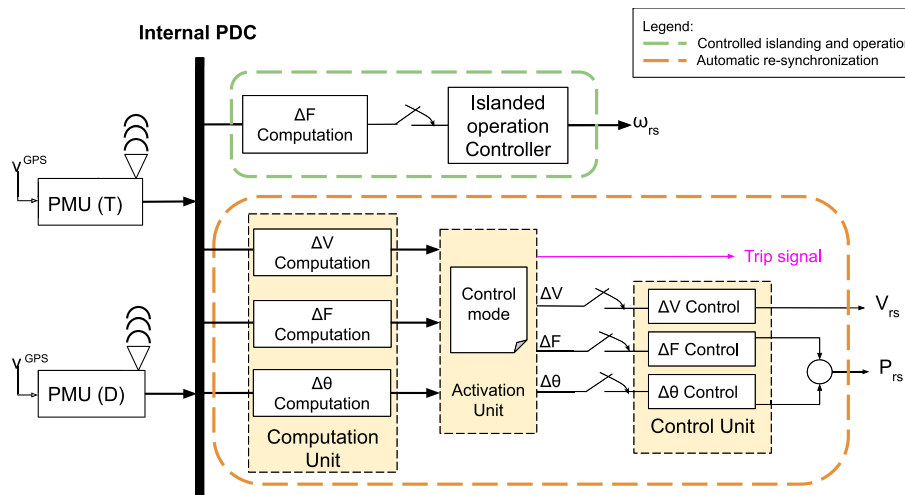 Legend:
Controlled islanding and operation
Automatic re-synchronization
Internal PDC
ΔF
Computation
Islanded
operation
Controller
ω_rs
GPS
PMU (T)
ΔV
Computation
Trip signal
Control
mode
ΔV
ΔV Control
V_rs
ΔF
Computation
ΔF
ΔF Control
GPS
PMU (D)
Δθ
Computation
Activation
Unit
Δθ
Δθ Control
P_rs
Computation
Unit
Control Unit